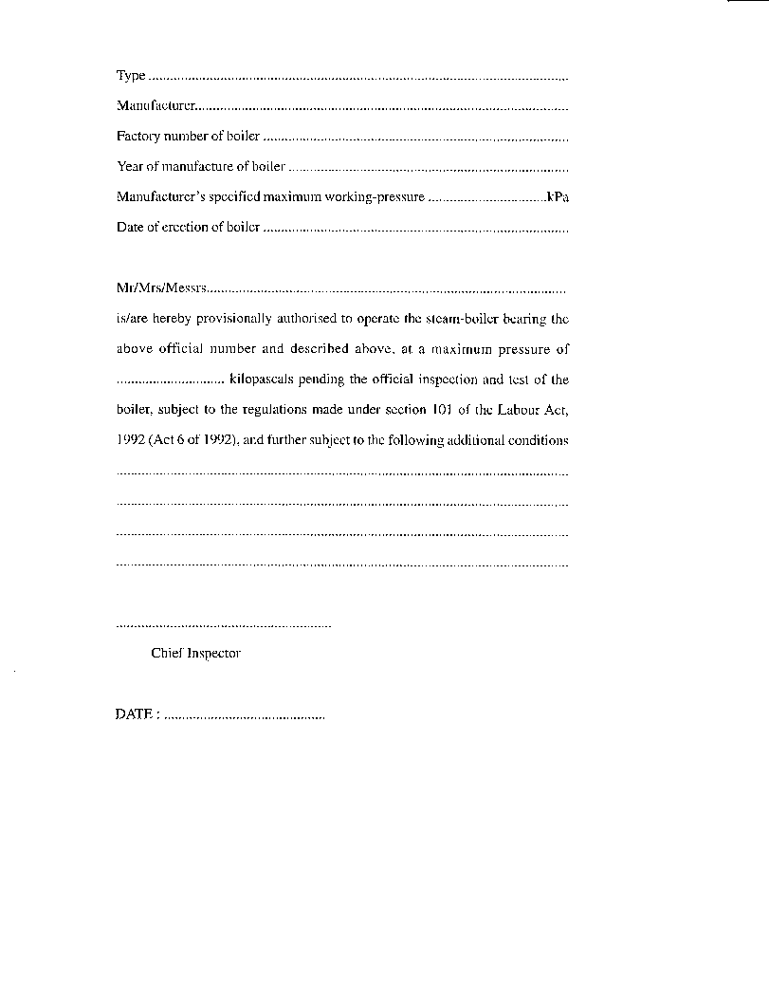 Type ....................................................................................................................
Manufacturer.......................................................................................................
Factory number of boiler .....................................................................................
Year of manufacture of boiler ..............................................................................
Manufacturer's specified maximum working-pressure .................................kPa
Date of erection of boiler .....................................................................................
Mr/Mrs/Messrs....................................................................................................
is/are hereby provisionally authorised to operate the steam-boiler bearing the
above official number and described above, at a maximum pressure of
.............................. kilopascals pending the official inspection and test of the
boiler, subject to the regulations made under section 101 of the Labour Act,
1992 (Act 6 of 1992), and further subject to the following additional conditions
..............................................................................................................................
..............................................................................................................................
..............................................................................................................................
..............................................................................................................................
............................................................
Chief Inspector
DATE : .............................................